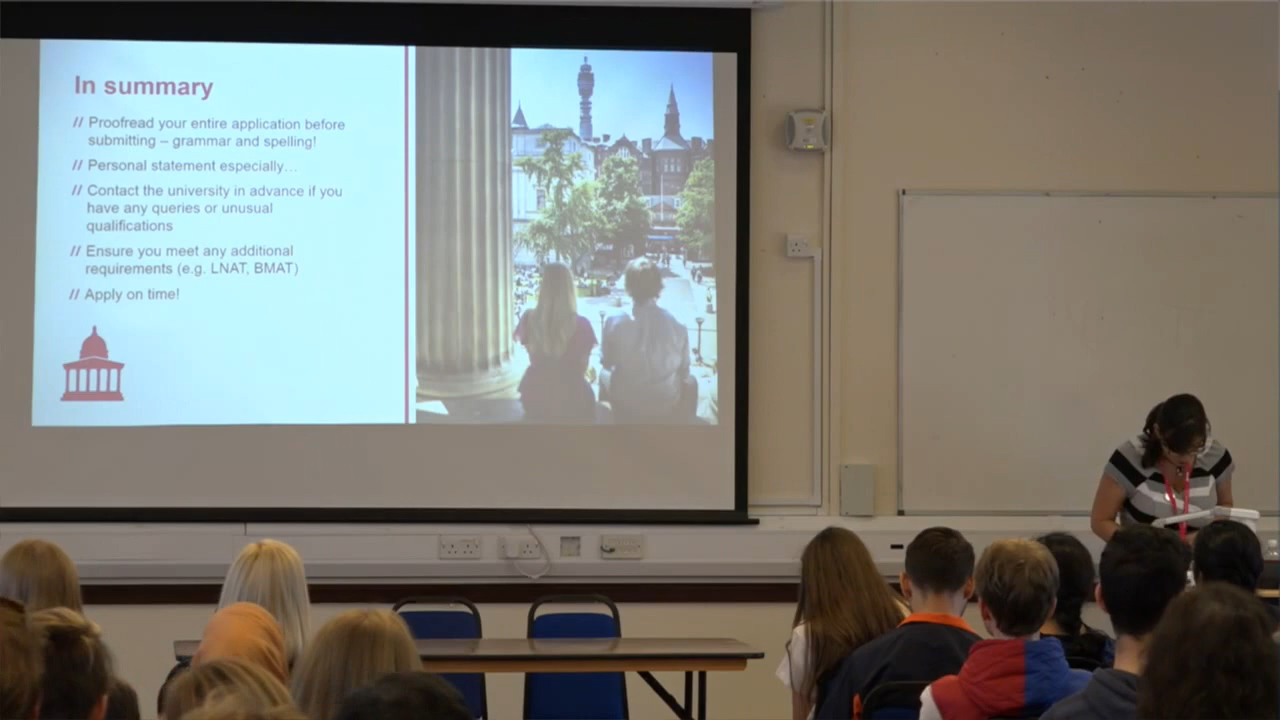 In summary
// Proofread your entire application before
submitting – grammar and spelling!
// Personal statement especially…
// Contact the university in advance if you
have any queries or unusual
qualifications
// Ensure you meet any additional
requirements (e.g. LNAT, BMAT)
// Apply on time!